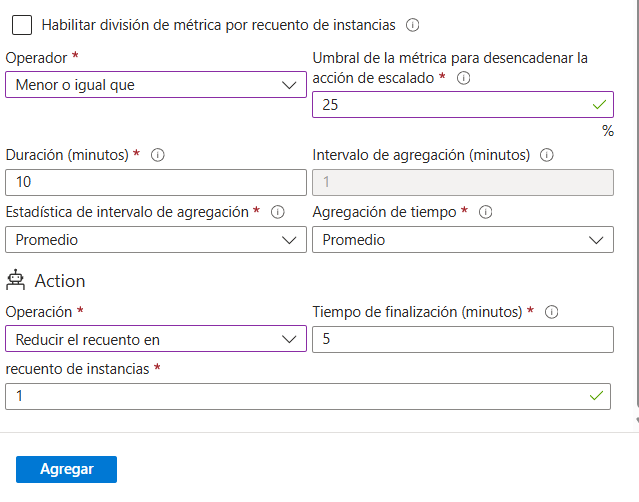 Habilitar división de métrica por recuento de instancias
Operador *
Umbral de la métrica para desencadenar la
acción de escalado *
Menor o igual que
25
%
Duración (minutos) *
Intervalo de agregación (minutos)
10
1
Estadística de intervalo de agregación *
Agregación de tiempo *
Promedio
Promedio
Action
Operación *
Tiempo de finalización (minutos) *
Reducir el recuento en
5
recuento de instancias *
1
Agregar